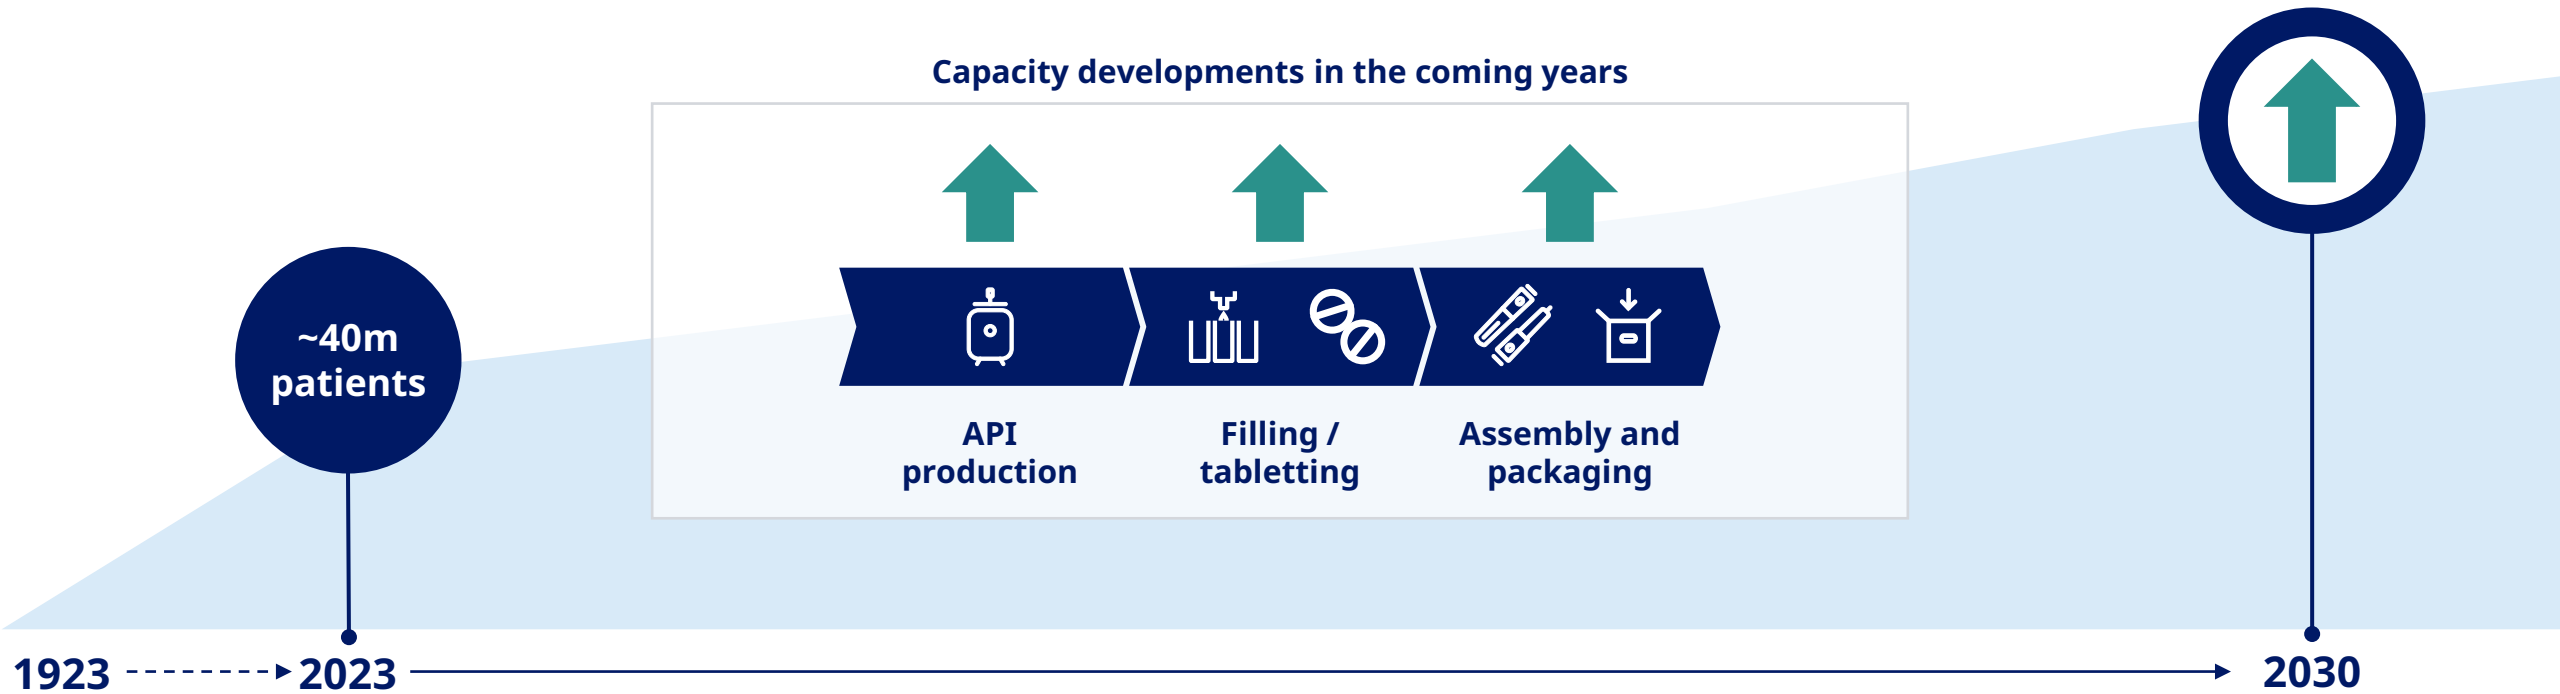 Capacity developments in the coming years
~40m
patients
API
production
Filling /
tabletting
Assembly and
packaging
1923
2023
2030